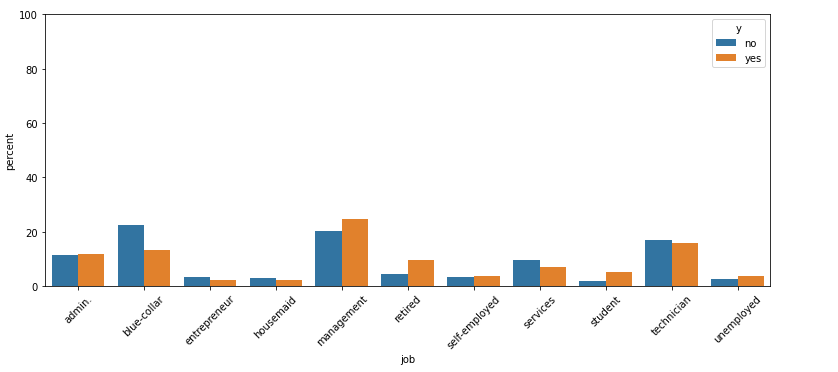 100
80
60
40
20
0
percent
y
no
yes
admin.
blue-collar
entrepreneur
housemaid
management
retired
self-employed
services
student
technician
unemployed
job